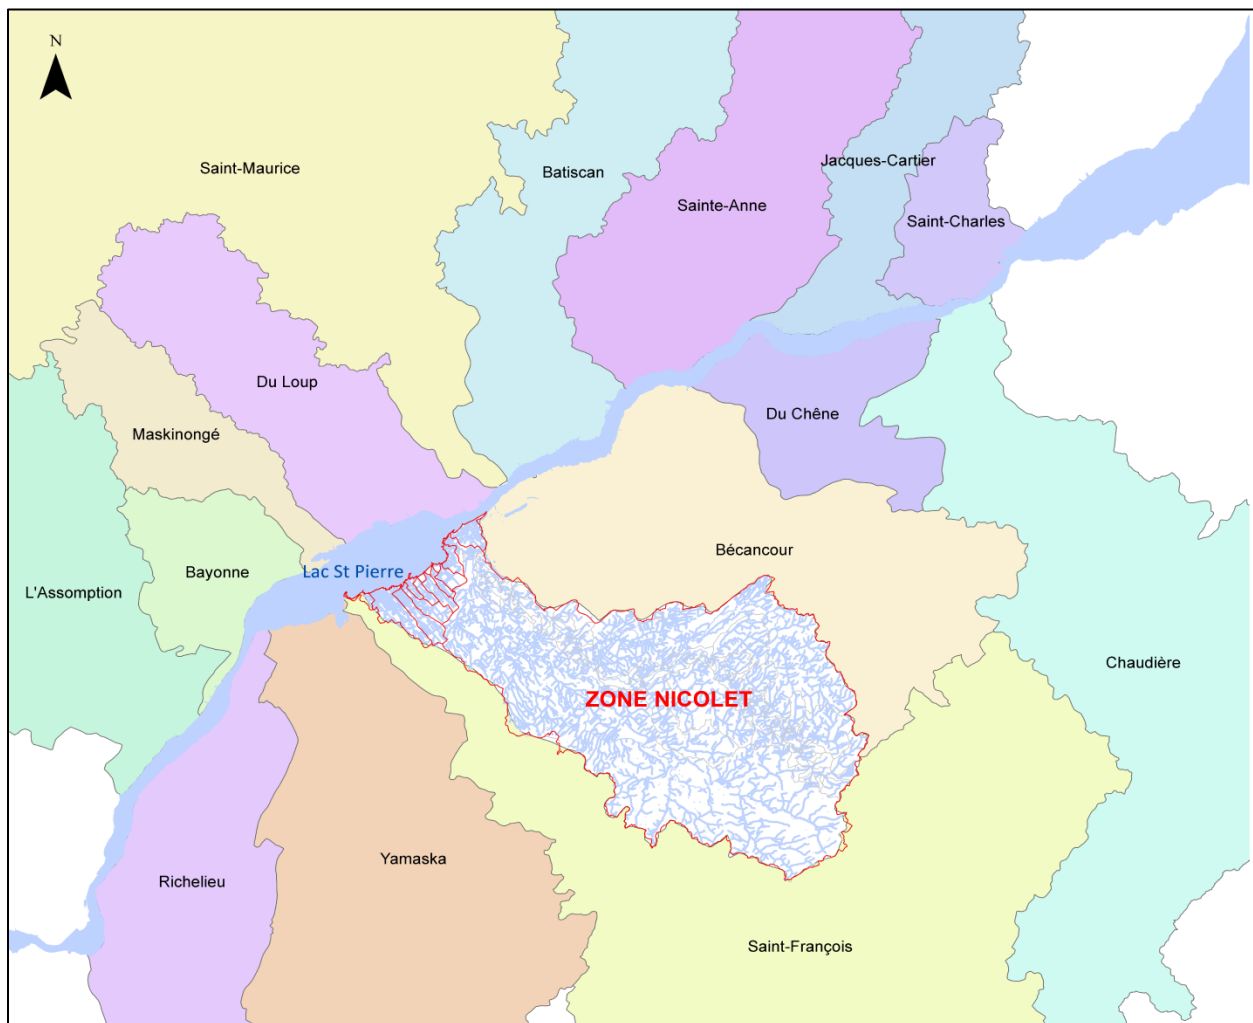 N
Saint-Maurice
Batiscan
Jacques-Cartier
Sainte-Anne
Saint-Charles
Du Loup
Du Chêne
Maskinongé
Bécancour
Lac St Pierre
Bayonne
L'Assomption
Chaudière
ZONE NICOLET
Yamaska
Richelieu
Saint-François